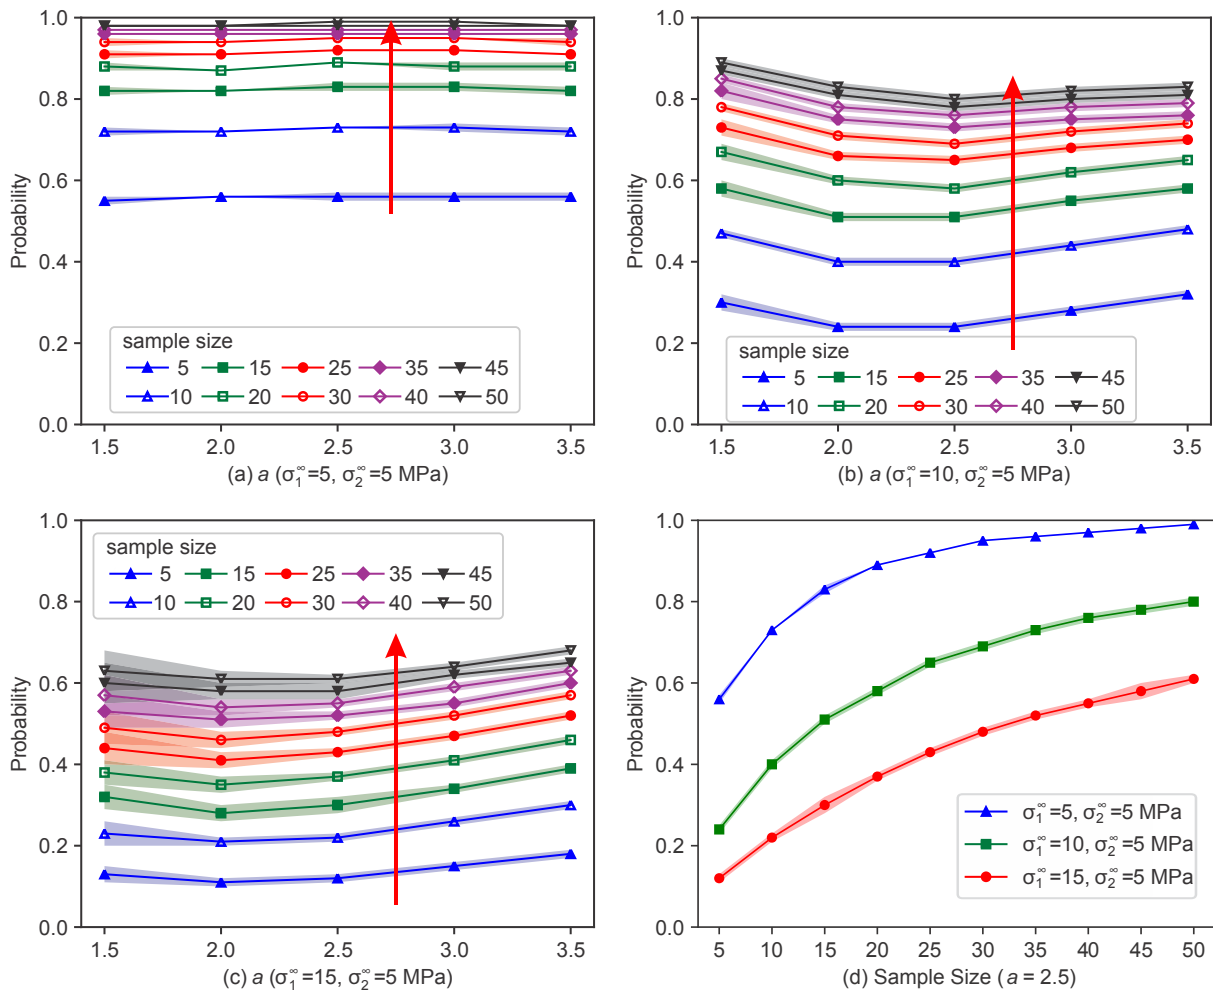 1.0
0.8
0.6
0.4
0.2
0.0
Probability
sample size
5 15 25 35 45
10 20 30 40 50
1.5 2.0 2.5 3.0 3.5
(a) a (σ₁^∞=5, σ₂^∞=5 MPa)
1.0
0.8
0.6
0.4
0.2
0.0
Probability
sample size
5 15 25 35 45
10 20 30 40 50
1.5 2.0 2.5 3.0 3.5
(b) a (σ₁^∞=10, σ₂^∞=5 MPa)
1.0
0.8
0.6
0.4
0.2
0.0
Probability
sample size
5 15 25 35 45
10 20 30 40 50
1.5 2.0 2.5 3.0 3.5
(c) a (σ₁^∞=15, σ₂^∞=5 MPa)
1.0
0.8
0.6
0.4
0.2
0.0
Probability
σ₁^∞=5, σ₂^∞=5 MPa
σ₁^∞=10, σ₂^∞=5 MPa
σ₁^∞=15, σ₂^∞=5 MPa
5 10 15 20 25 30 35 40 45 50
(d) Sample Size (a = 2.5)